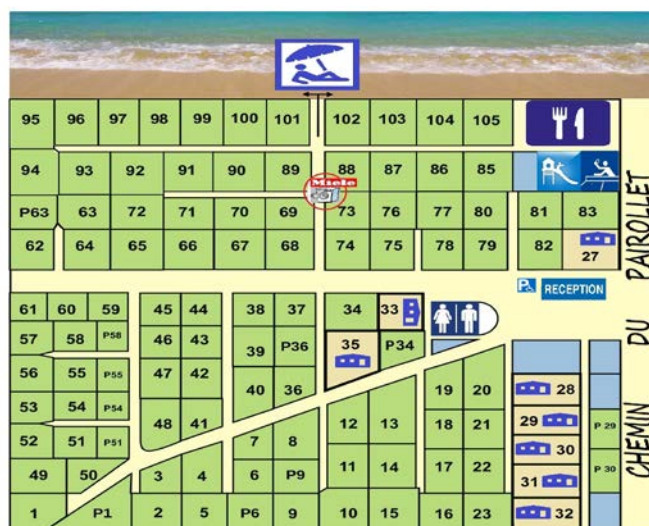 95 96 97 98 99 100 101 102 103 104 105
94 93 92 91 90 89 88 87 86 85
Miele
P63 63 72 71 70 69 73 76 77 80 81 83
62 64 65 66 67 68 74 75 78 79 82 27
P RECEPTION
61 60 59 45 44 38 37 34 33
57 58 P58 46 43 39 P36 35 P34
56 55 P55 47 42 40 36 19 20 28
53 54 P54 48 41 12 13 18 21 29 P 29
52 51 P51 7 8 30
49 50 3 4 6 P9 11 14 17 22 31 P 30
1 P1 2 5 P6 9 10 15 16 23 32
CHEMIN DU PAIROLLET